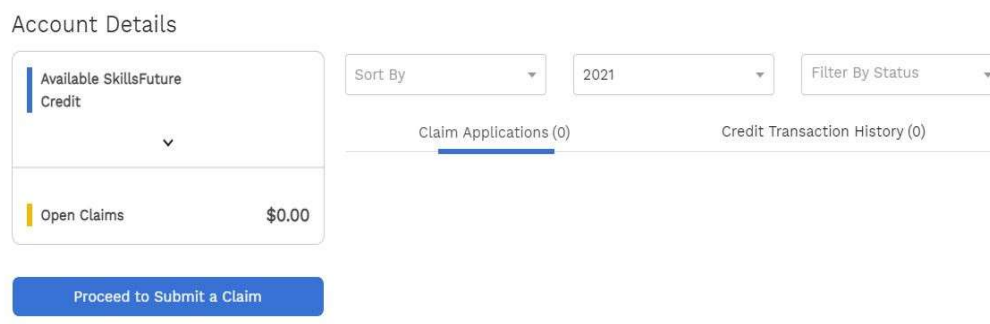 Account Details
Available SkillsFuture
Credit
Open Claims $0.00
Proceed to Submit a Claim
Sort By 2021 Filter By Status
Claim Applications (0) Credit Transaction History (0)